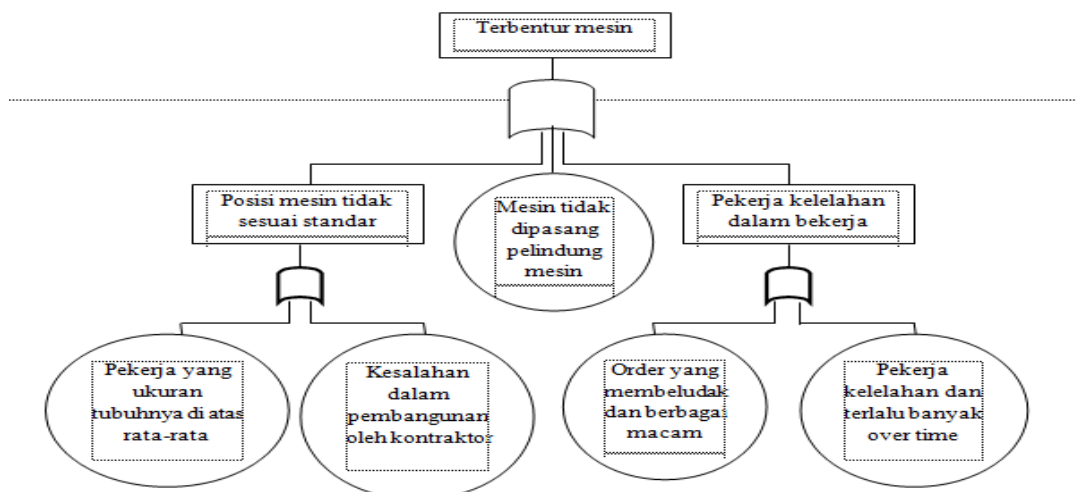 Terbentur mesin
Posisi mesin tidak
sesuai standar
Mesin tidak
dipasang
pelindung
mesin
Pekerja kelelahan
dalam bekerja
Pekerja yang
ukuran
tubuhnya di atas
rata-rata
Kesalahan
dalam
pembangunan
oleh kontraktor
Order yang
membeludak
dan berbagai
macam
Pekerja
kelelahan dan
terlalu banyak
over time